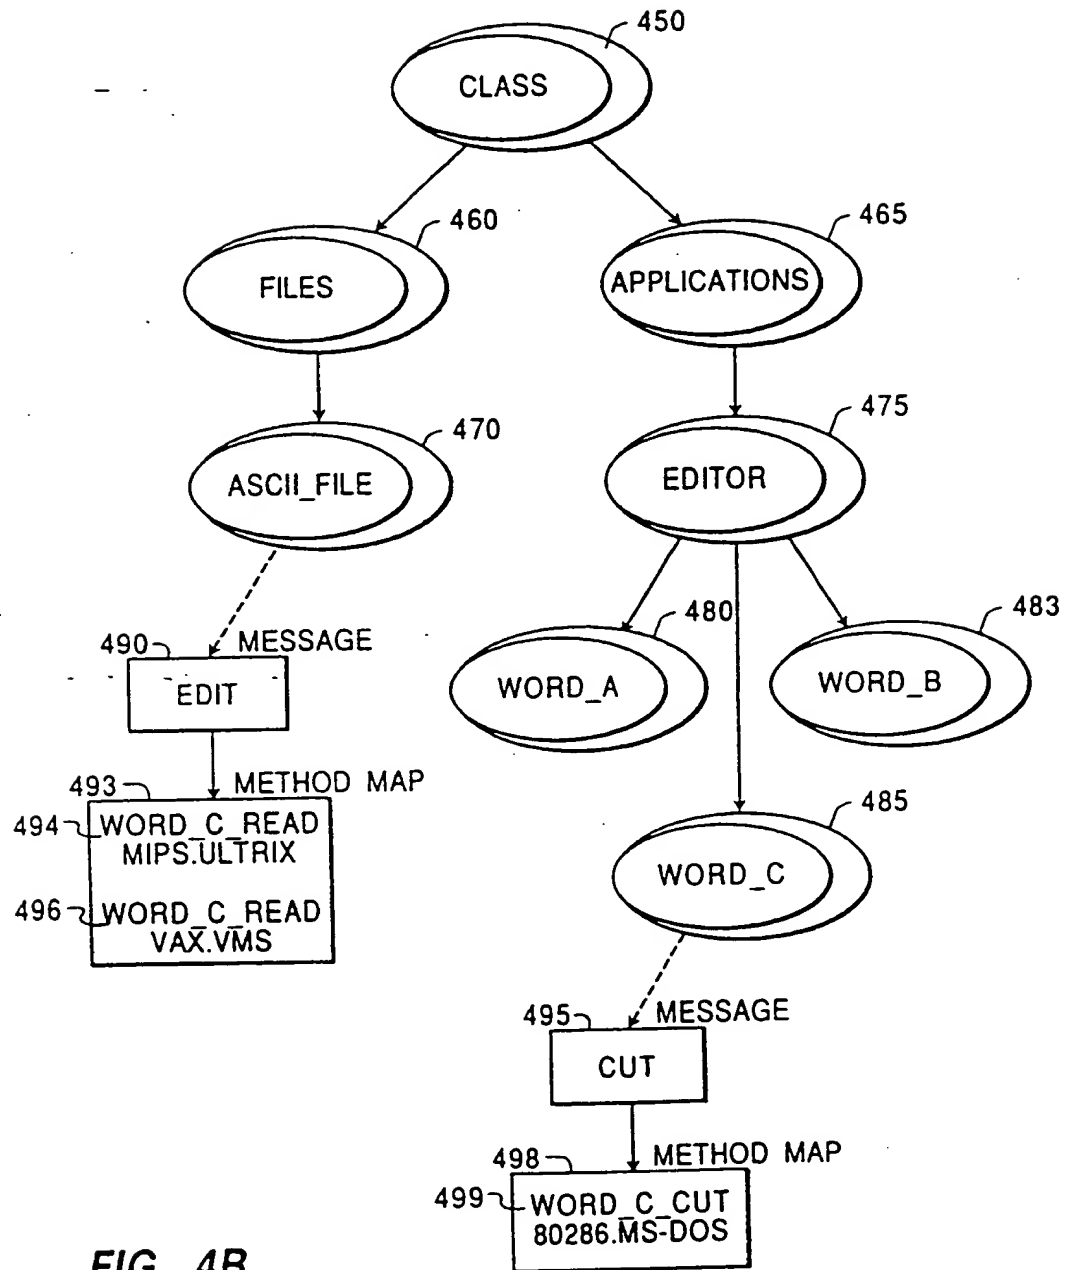 450
CLASS
460
465
FILES
APPLICATIONS
470
475
ASCII_FILE
EDITOR
480
483
490
MESSAGE
WORD_A
WORD_B
EDIT
493
METHOD MAP
485
494
WORD_C_READ
MIPS.ULTRIX
WORD_C
496
WORD_C_READ
VAX.VMS
495
MESSAGE
CUT
498
METHOD MAP
499
WORD_C_CUT
80286.MS-DOS
FIG. 4B